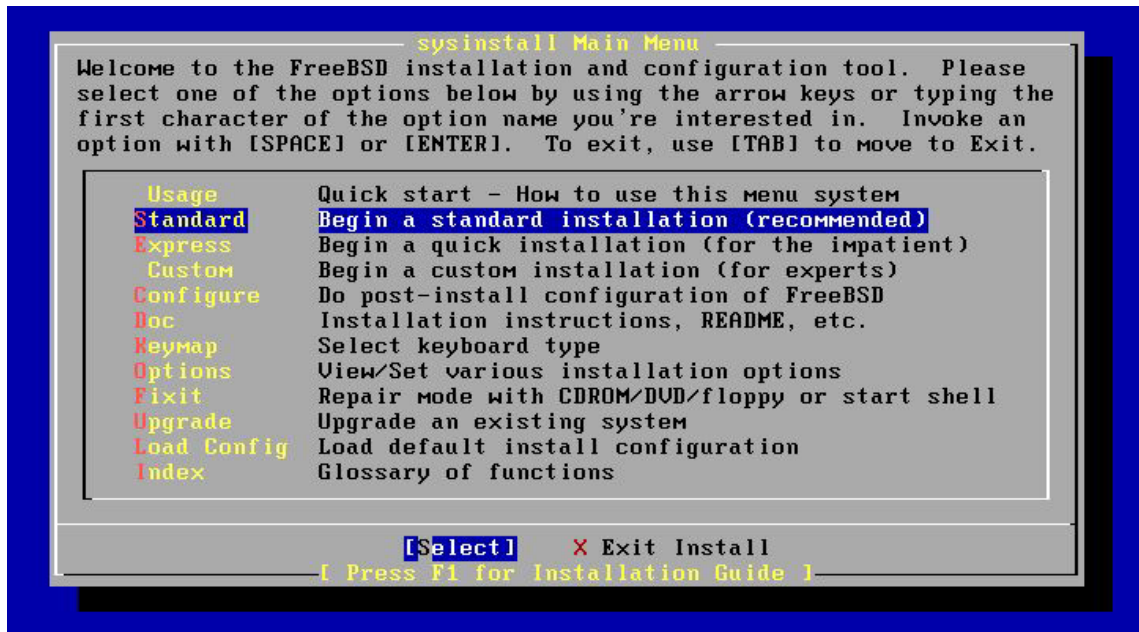 sysinstall Main Menu
Welcome to the FreeBSD installation and configuration tool.  Please
select one of the options below by using the arrow keys or typing the
first character of the option name you're interested in.  Invoke an
option with [SPACE] or [ENTER].  To exit, use [TAB] to move to Exit.
Usage Quick start - How to use this menu system
Standard Begin a standard installation (recommended)
Express Begin a quick installation (for the impatient)
Custom Begin a custom installation (for experts)
Configure Do post-install configuration of FreeBSD
Doc Installation instructions, README, etc.
Keymap Select keyboard type
Options View/Set various installation options
Fixit Repair mode with CDROM/DVD/floppy or start shell
Upgrade Upgrade an existing system
Load Config Load default install configuration
Index Glossary of functions
[Select] X Exit Install
[ Press F1 for Installation Guide ]